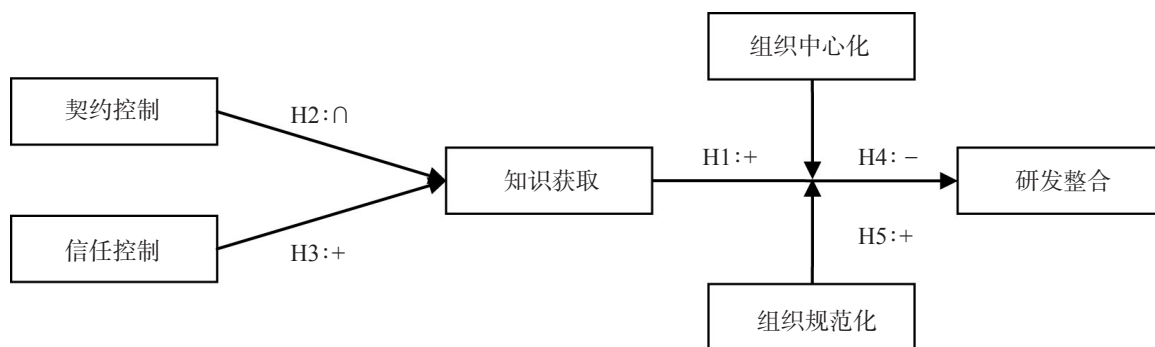 组织中心化
契约控制
H2:∩
知识获取
H1:+
H4:−
研发整合
信任控制
H3:+
H5:+
组织规范化